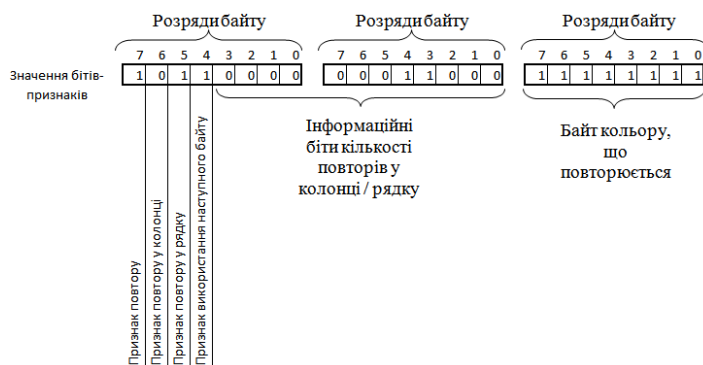 Розряди байту
Розряди байту
Розряди байту
7 6 5 4 3 2 1 0
7 6 5 4 3 2 1 0
7 6 5 4 3 2 1 0
Значення бітів-
признаків
1 0 1 1 0 0 0 0
0 0 0 1 1 0 0 0
1 1 1 1 1 1 1 1
Інформаційні
біти кількості
повторів у
колонці / рядку
Байт кольору,
що
повторюється
Признак повтору
Признак повтору у колонці
Признак повтору у рядку
Признак використання наступного байту